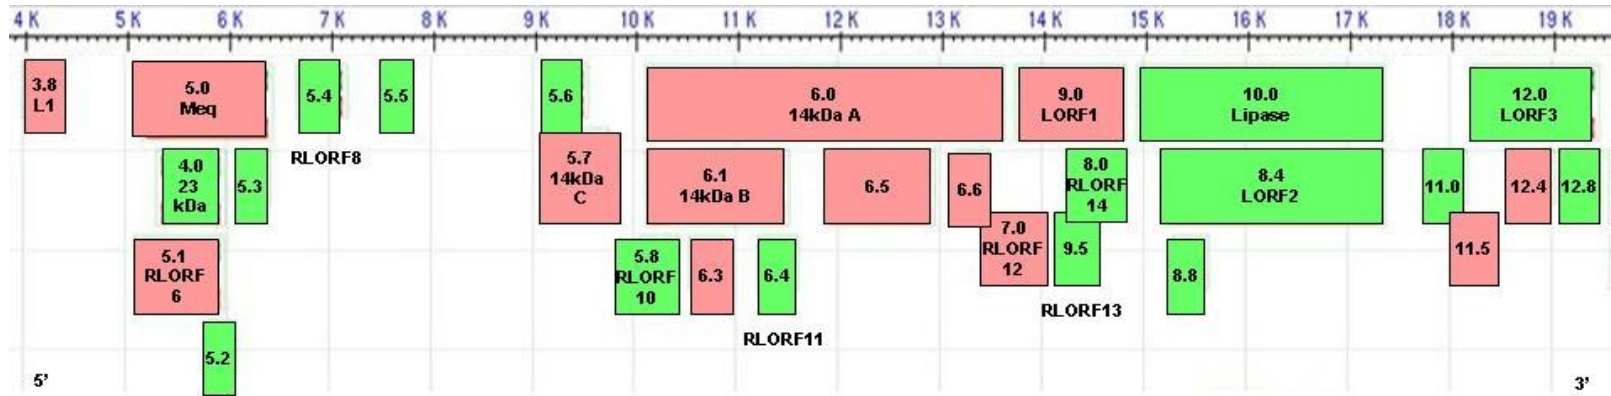 4 K 5 K 6 K 7 K 8 K 9 K 10 K 11 K 12 K 13 K 14 K 15 K 16 K 17 K 18 K 19 K
3.8
L1
5.0
Meq
5.4
5.5
5.6
6.0
14kDa A
9.0
LORF1
10.0
Lipase
12.0
LORF3
RLORF8
4.0
23
kDa
5.3
5.7
14kDa
C
6.1
14kDa B
6.5
6.6
8.0
RLORF
14
8.4
LORF2
11.0
12.4
12.8
5.1
RLORF
6
5.8
RLORF
10
6.3
6.4
7.0
RLORF
12
9.5
8.8
11.5
RLORF13
RLORF11
5.2
5’
3’